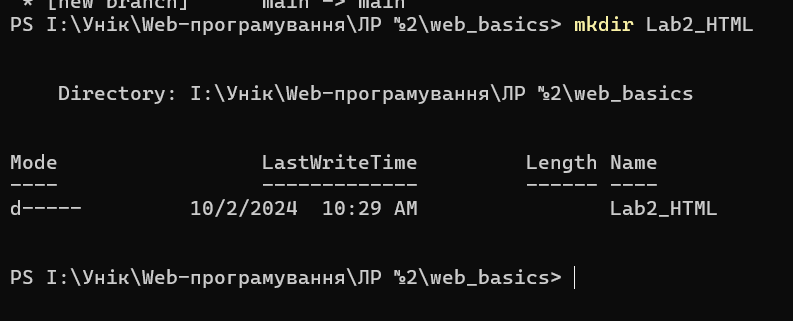 * [new branch]      main -> main
PS I:\Унік\Web-програмування\ЛР №2\web_basics> mkdir Lab2_HTML
    Directory: I:\Унік\Web-програмування\ЛР №2\web_basics
Mode                 LastWriteTime         Length Name
----                 -------------         ------ ----
d-----         10/2/2024  10:29 AM                Lab2_HTML
PS I:\Унік\Web-програмування\ЛР №2\web_basics>